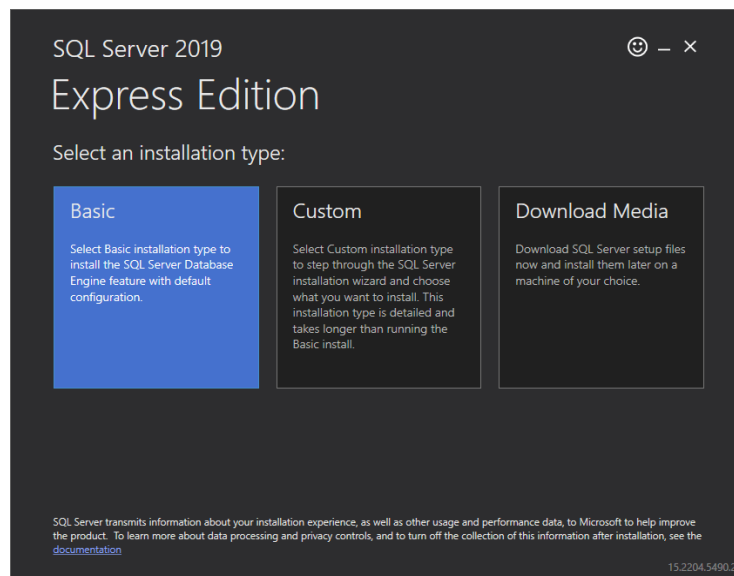 SQL Server 2019
Express Edition
Select an installation type:
Basic
Select Basic installation type to
install the SQL Server Database
Engine feature with default
configuration.
Custom
Select Custom installation type
to step through the SQL Server
installation wizard and choose
what you want to install. This
installation type is detailed and
takes longer than running the
Basic install.
Download Media
Download SQL Server setup files
now and install them later on a
machine of your choice.
SQL Server transmits information about your installation experience, as well as other usage and performance data, to Microsoft to help improve
the product. To learn more about data processing and privacy controls, and to turn off the collection of this information after installation, see the
documentation
15.2204.5490.2